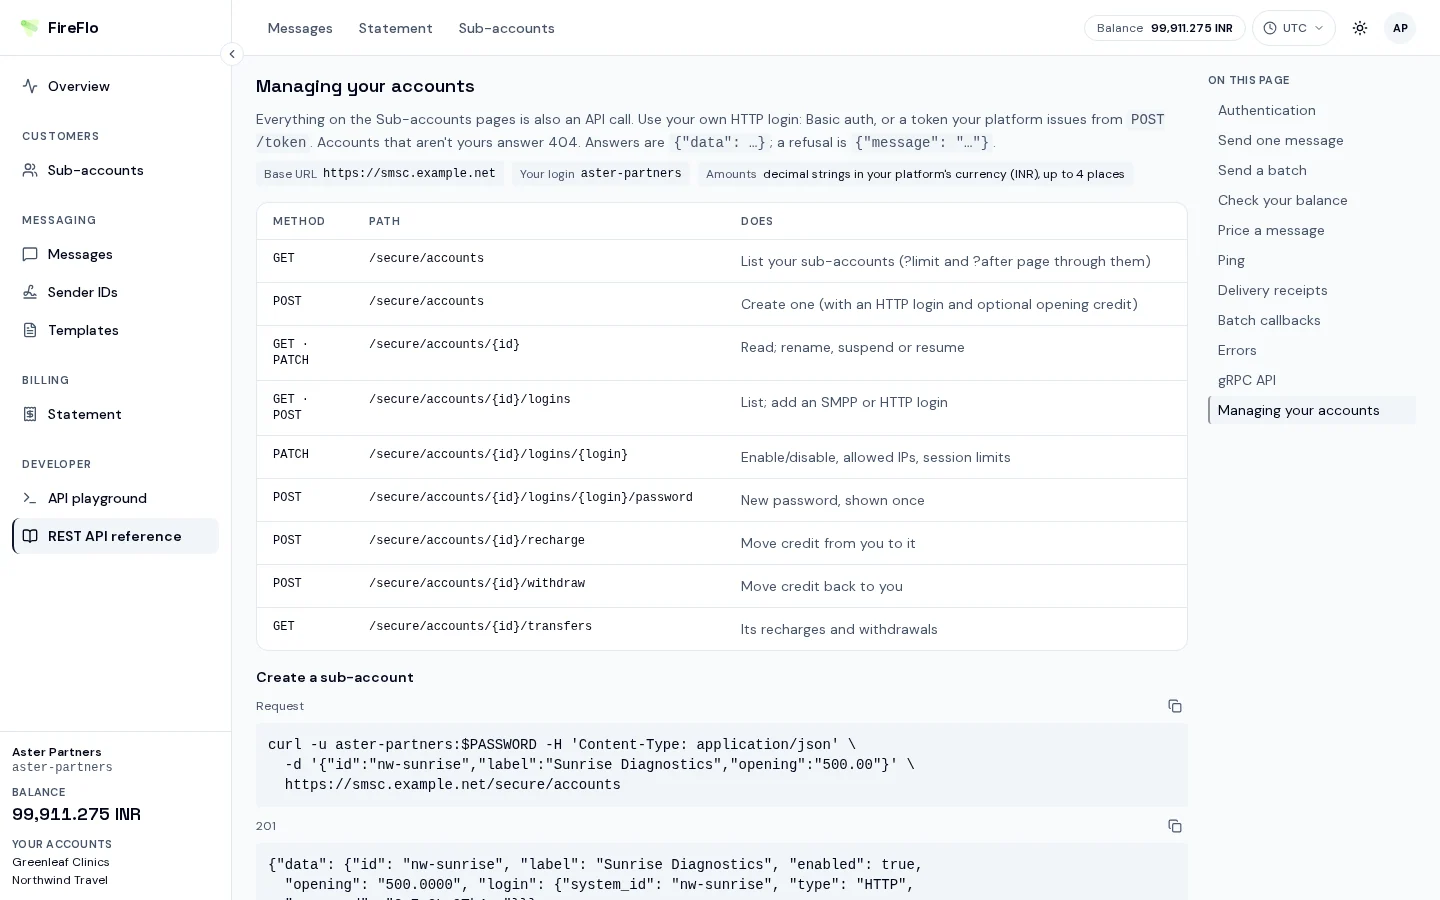 FireFlo
Messages
Statement
Sub-accounts
Balance 99,911.275 INR
UTC
AP
Overview
CUSTOMERS
Sub-accounts
MESSAGING
Messages
Sender IDs
Templates
BILLING
Statement
DEVELOPER
API playground
REST API reference
Aster Partners
aster-partners
BALANCE
99,911.275 INR
YOUR ACCOUNTS
Greenleaf Clinics
Northwind Travel
Managing your accounts
Everything on the Sub-accounts pages is also an API call. Use your own HTTP login: Basic auth, or a token your platform issues from POST
/token. Accounts that aren't yours answer 404. Answers are {"data": …}; a refusal is {"message": "…"}.
Base URL https://smsc.example.net Your login aster-partners Amounts decimal strings in your platform's currency (INR), up to 4 places
METHOD PATH DOES
GET /secure/accounts List your sub-accounts (?limit and ?after page through them)
POST /secure/accounts Create one (with an HTTP login and optional opening credit)
GET · PATCH /secure/accounts/{id} Read; rename, suspend or resume
GET · POST /secure/accounts/{id}/logins List; add an SMPP or HTTP login
PATCH /secure/accounts/{id}/logins/{login} Enable/disable, allowed IPs, session limits
POST /secure/accounts/{id}/logins/{login}/password New password, shown once
POST /secure/accounts/{id}/recharge Move credit from you to it
POST /secure/accounts/{id}/withdraw Move credit back to you
GET /secure/accounts/{id}/transfers Its recharges and withdrawals
Create a sub-account
Request
curl -u aster-partners:$PASSWORD -H 'Content-Type: application/json' \
-d '{"id":"nw-sunrise","label":"Sunrise Diagnostics","opening":"500.00"}' \
https://smsc.example.net/secure/accounts
201
{"data": {"id": "nw-sunrise", "label": "Sunrise Diagnostics", "enabled": true,
"opening": "500.0000", "login": {"system_id": "nw-sunrise", "type": "HTTP",
ON THIS PAGE
Authentication
Send one message
Send a batch
Check your balance
Price a message
Ping
Delivery receipts
Batch callbacks
Errors
gRPC API
Managing your accounts